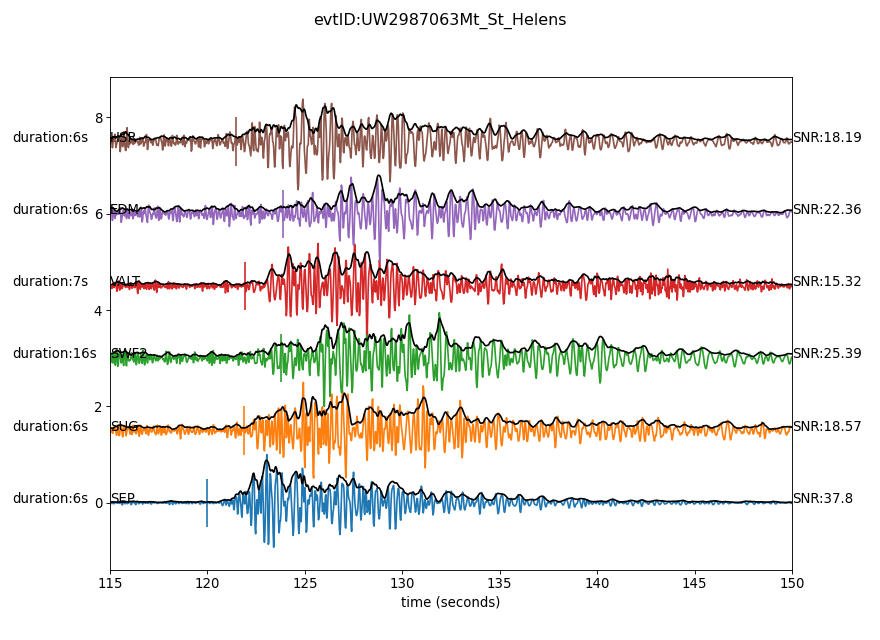 evtID:UW2987063Mt_St_Helens
8
duration:6s HSR SNR:18.19
duration:6s EDM SNR:22.36
6
duration:7s VALT SNR:15.32
4
duration:16s SWF2 SNR:25.39
2
duration:6s SUG SNR:18.57
duration:6s SEP SNR:37.8
0
115 120 125 130 135 140 145 150
time (seconds)